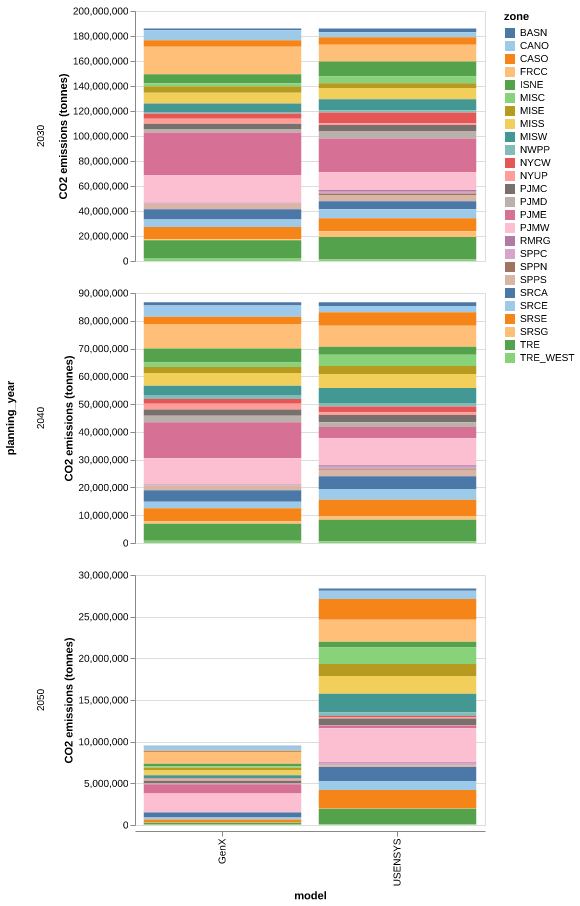 planning_year
2030
CO2 emissions (tonnes)
200,000,000
180,000,000
160,000,000
140,000,000
120,000,000
100,000,000
80,000,000
60,000,000
40,000,000
20,000,000
0
2040
CO2 emissions (tonnes)
90,000,000
80,000,000
70,000,000
60,000,000
50,000,000
40,000,000
30,000,000
20,000,000
10,000,000
0
2050
CO2 emissions (tonnes)
30,000,000
25,000,000
20,000,000
15,000,000
10,000,000
5,000,000
0
GenX
USENSYS
model
zone
BASN
CANO
CASO
FRCC
ISNE
MISC
MISE
MISS
MISW
NWPP
NYCW
NYUP
PJMC
PJMD
PJME
PJMW
RMRG
SPPC
SPPN
SPPS
SRCA
SRCE
SRSE
SRSG
TRE
TRE_WEST